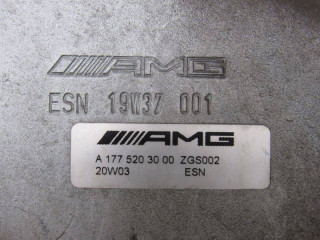 AMG
ESN 19W37 001
AMG
A 177 520 30 00 ZGS002
20W03 ESN